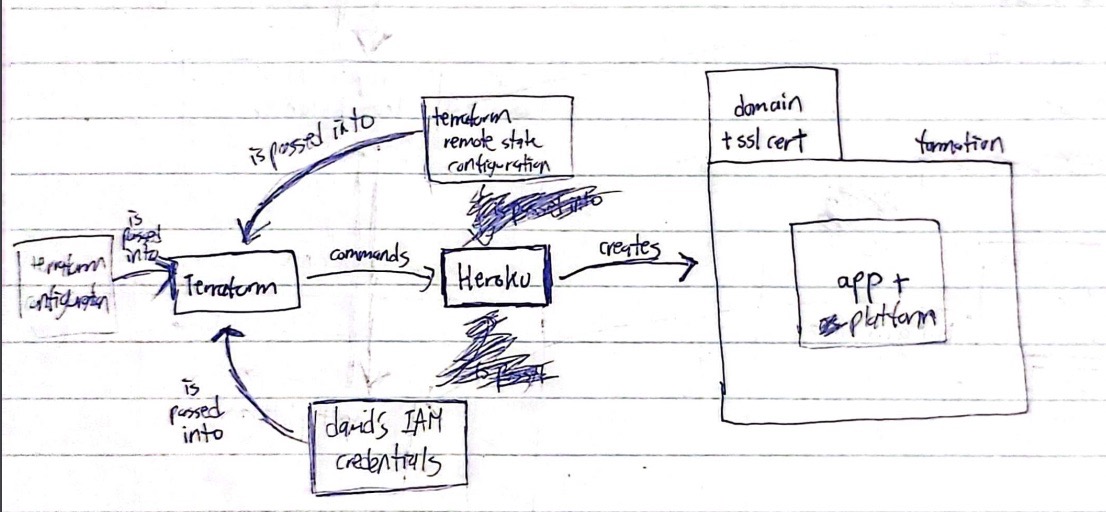 is passed into
terraform
remote state
configuration
domain
+ ssl cert
formation
is
passed
into
terraform
configuration
Terraform
commands
Heroku
creates
app +
platform
is
passed
into
david's IAM
credentials